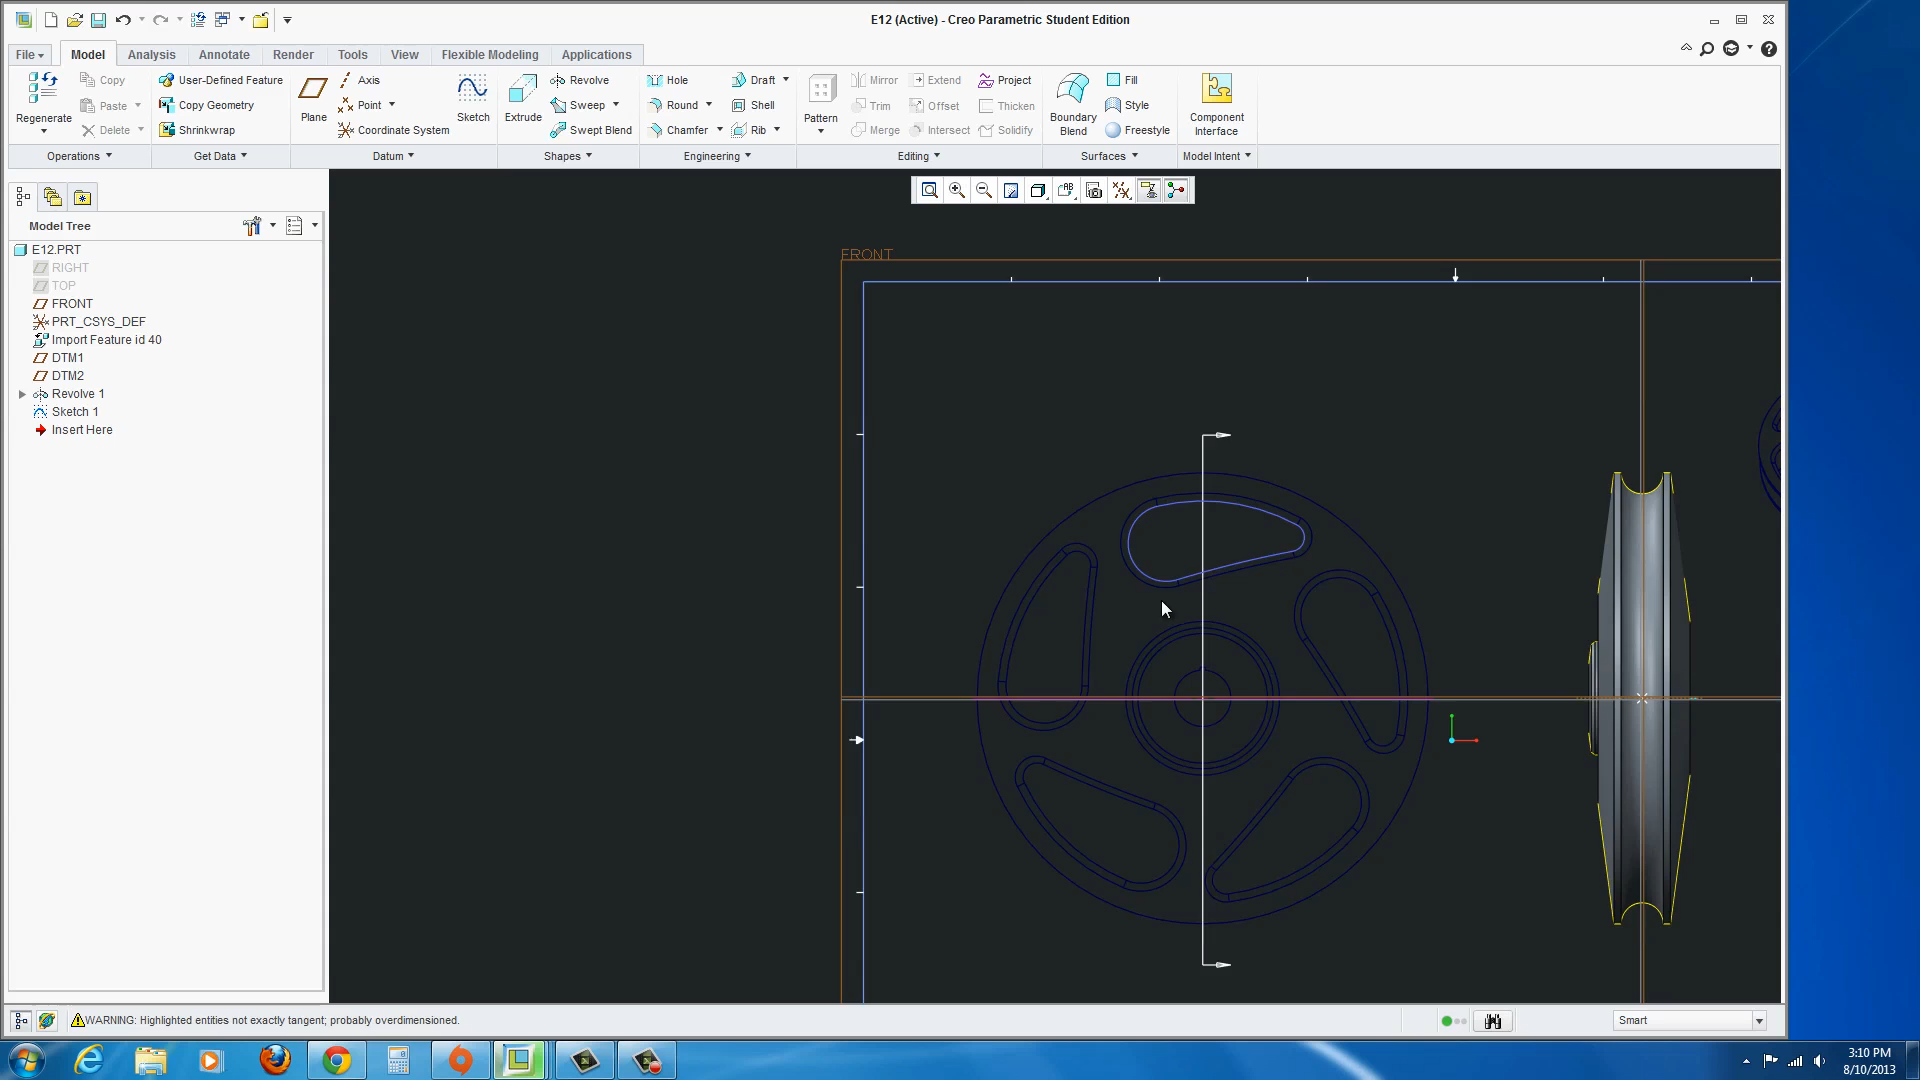 E12 (Active) - Creo Parametric Student Edition
File Model Analysis Annotate Render Tools View Flexible Modeling Applications
Regenerate
Copy
Paste
Delete
Operations
User-Defined Feature
Copy Geometry
Shrinkwrap
Get Data
Plane
Axis
Point
Coordinate System
Sketch
Datum
Extrude
Revolve
Sweep
Swept Blend
Shapes
Hole
Round
Chamfer
Draft
Shell
Rib
Engineering
Pattern
Mirror
Trim
Merge
Extend
Offset
Intersect
Project
Thicken
Solidify
Editing
Boundary
Blend
Fill
Style
Freestyle
Surfaces
Component
Interface
Model Intent
Model Tree
E12.PRT
RIGHT
TOP
FRONT
PRT_CSYS_DEF
Import Feature id 40
DTM1
DTM2
Revolve 1
Sketch 1
Insert Here
FRONT
WARNING: Highlighted entities not exactly tangent; probably overdimensioned.
Smart
3:10 PM
8/10/2013